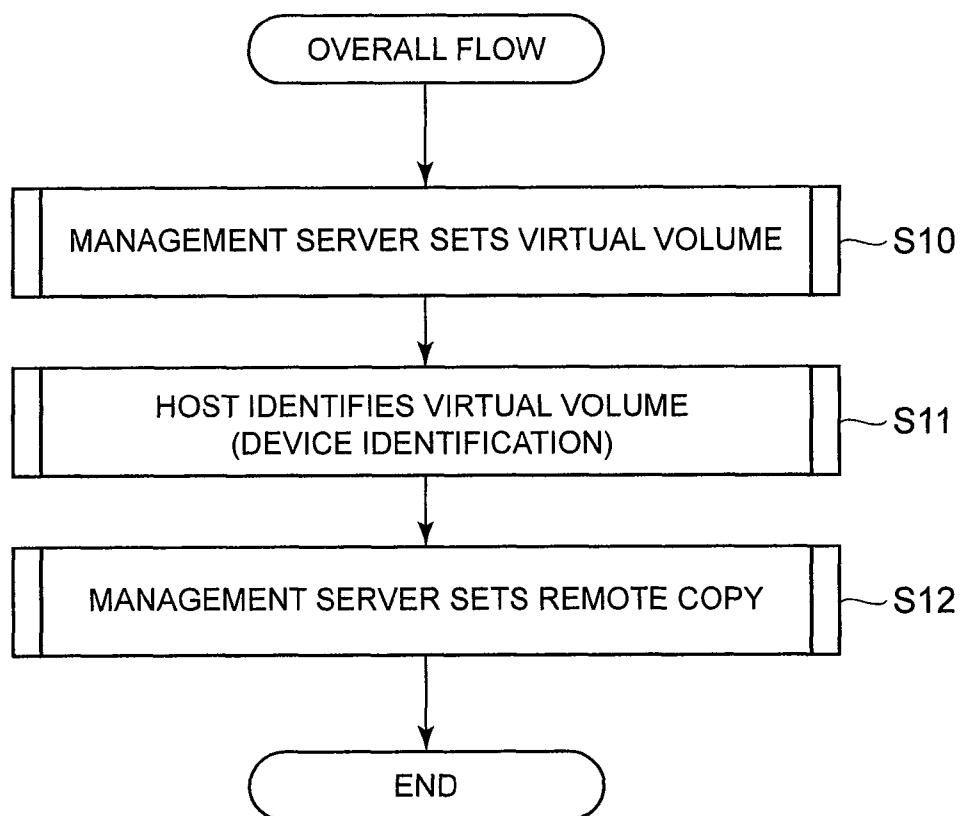 OVERALL FLOW
MANAGEMENT SERVER SETS VIRTUAL VOLUME
S10
HOST IDENTIFIES VIRTUAL VOLUME
(DEVICE IDENTIFICATION)
S11
MANAGEMENT SERVER SETS REMOTE COPY
S12
END